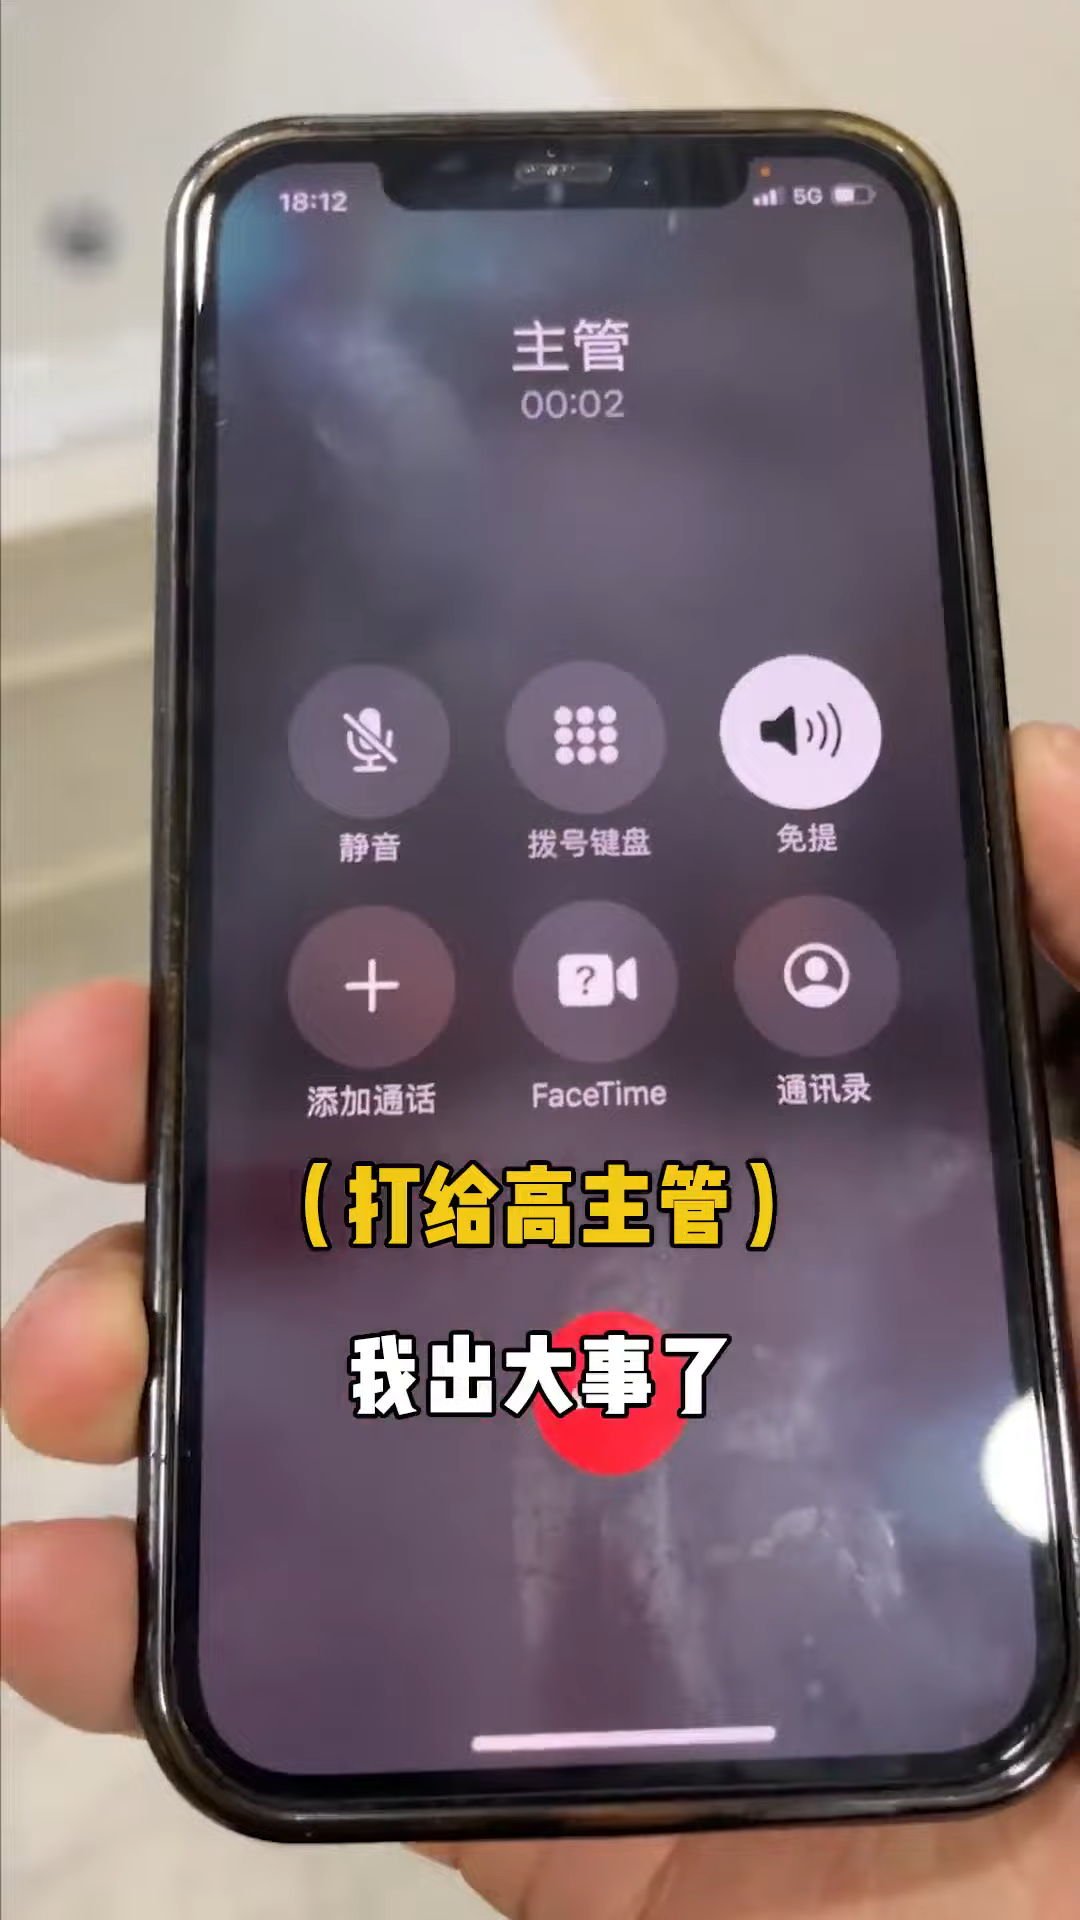 18:12
5G
主管
00:02
静音
拨号键盘
免提
?
添加通话
FaceTime
通讯录
（打给高主管）
我出大事了